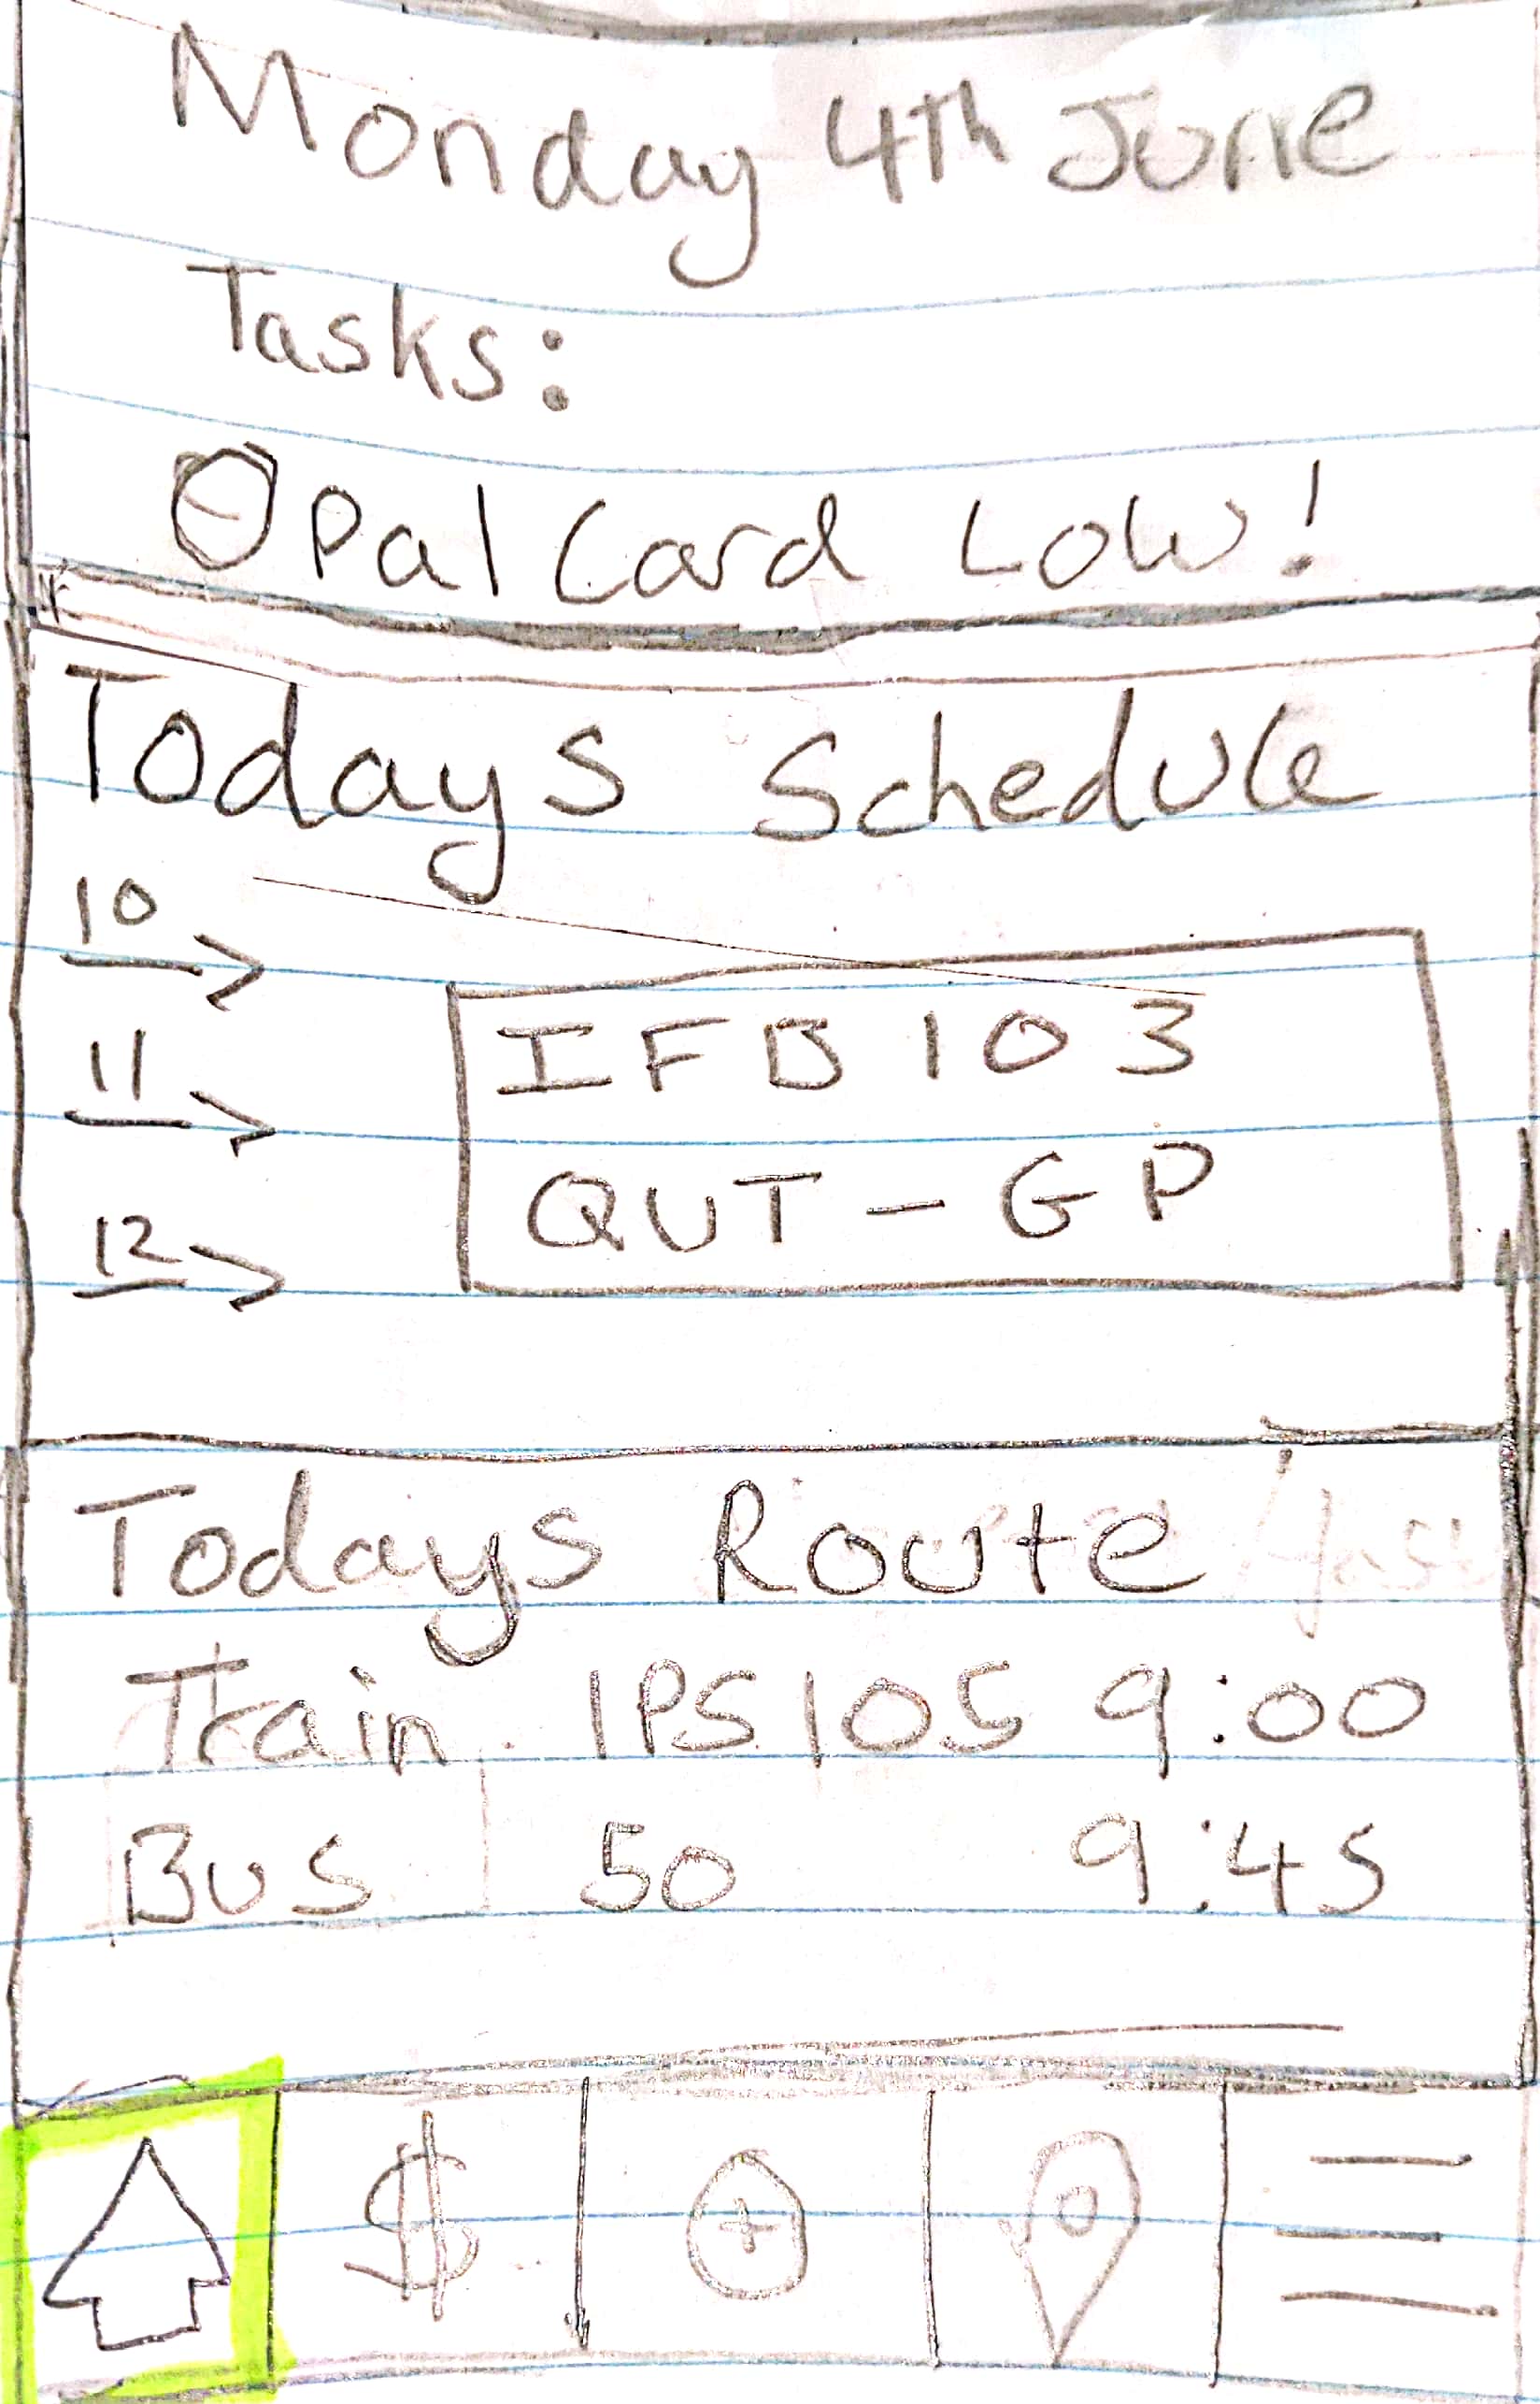 Monday 4th June
Tasks:
Opal Card Low!
Todays Schedule
10
IFB103
11
QUT - GP
12
Todays Route
Train IPS105 9:00
Bus 50 9:45
$